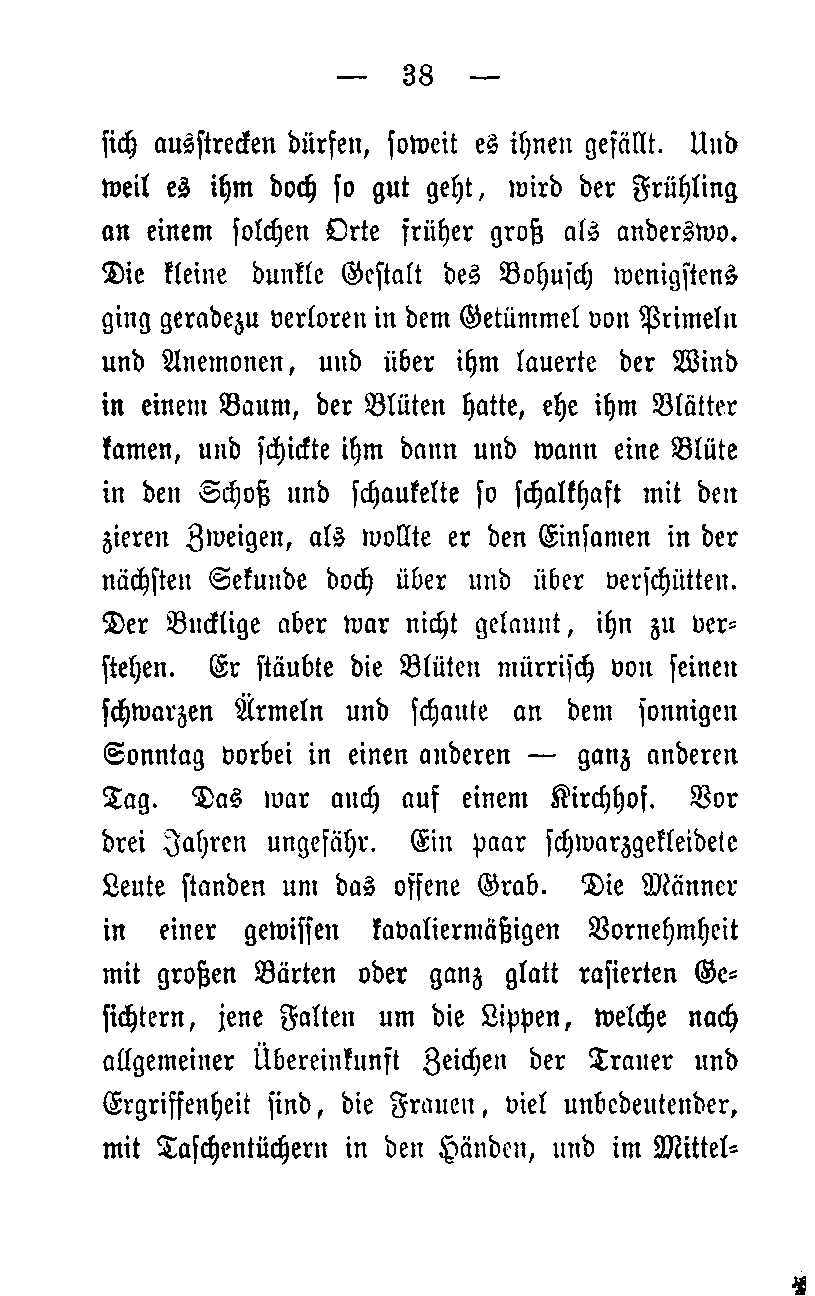 — 38 —
sich ausstrecken dürfen, soweit es ihnen gefällt. Und
weil es ihm doch so gut geht, wird der Frühling
an einem solchen Orte früher groß als anderswo.
Die kleine dunkle Gestalt des Bohusch wenigstens
ging geradezu verloren in dem Getümmel von Primeln
und Anemonen, und über ihm lauerte der Wind
in einem Baum, der Blüten hatte, ehe ihm Blätter
kamen, und schickte ihm dann und wann eine Blüte
in den Schoß und schaukelte so schalkhaft mit den
zieren Zweigen, als wollte er den Einsamen in der
nächsten Sekunde doch über und über verschütten.
Der Bucklige aber war nicht gelaunt, ihn zu ver-
stehen. Er stäubte die Blüten mürrisch von seinen
schwarzen Ärmeln und schaute an dem sonnigen
Sonntag vorbei in einen anderen — ganz anderen
Tag. Das war auch auf einem Kirchhof. Vor
drei Jahren ungefähr. Ein paar schwarzgekleidete
Leute standen um das offene Grab. Die Männer
in einer gewissen kavaliermäßigen Vornehmheit
mit großen Bärten oder ganz glatt rasierten Ge-
sichtern, jene Falten um die Lippen, welche nach
allgemeiner Übereinkunft Zeichen der Trauer und
Ergriffenheit sind, die Frauen, viel unbedeutender,
mit Taschentüchern in den Händen, und im Mittel-